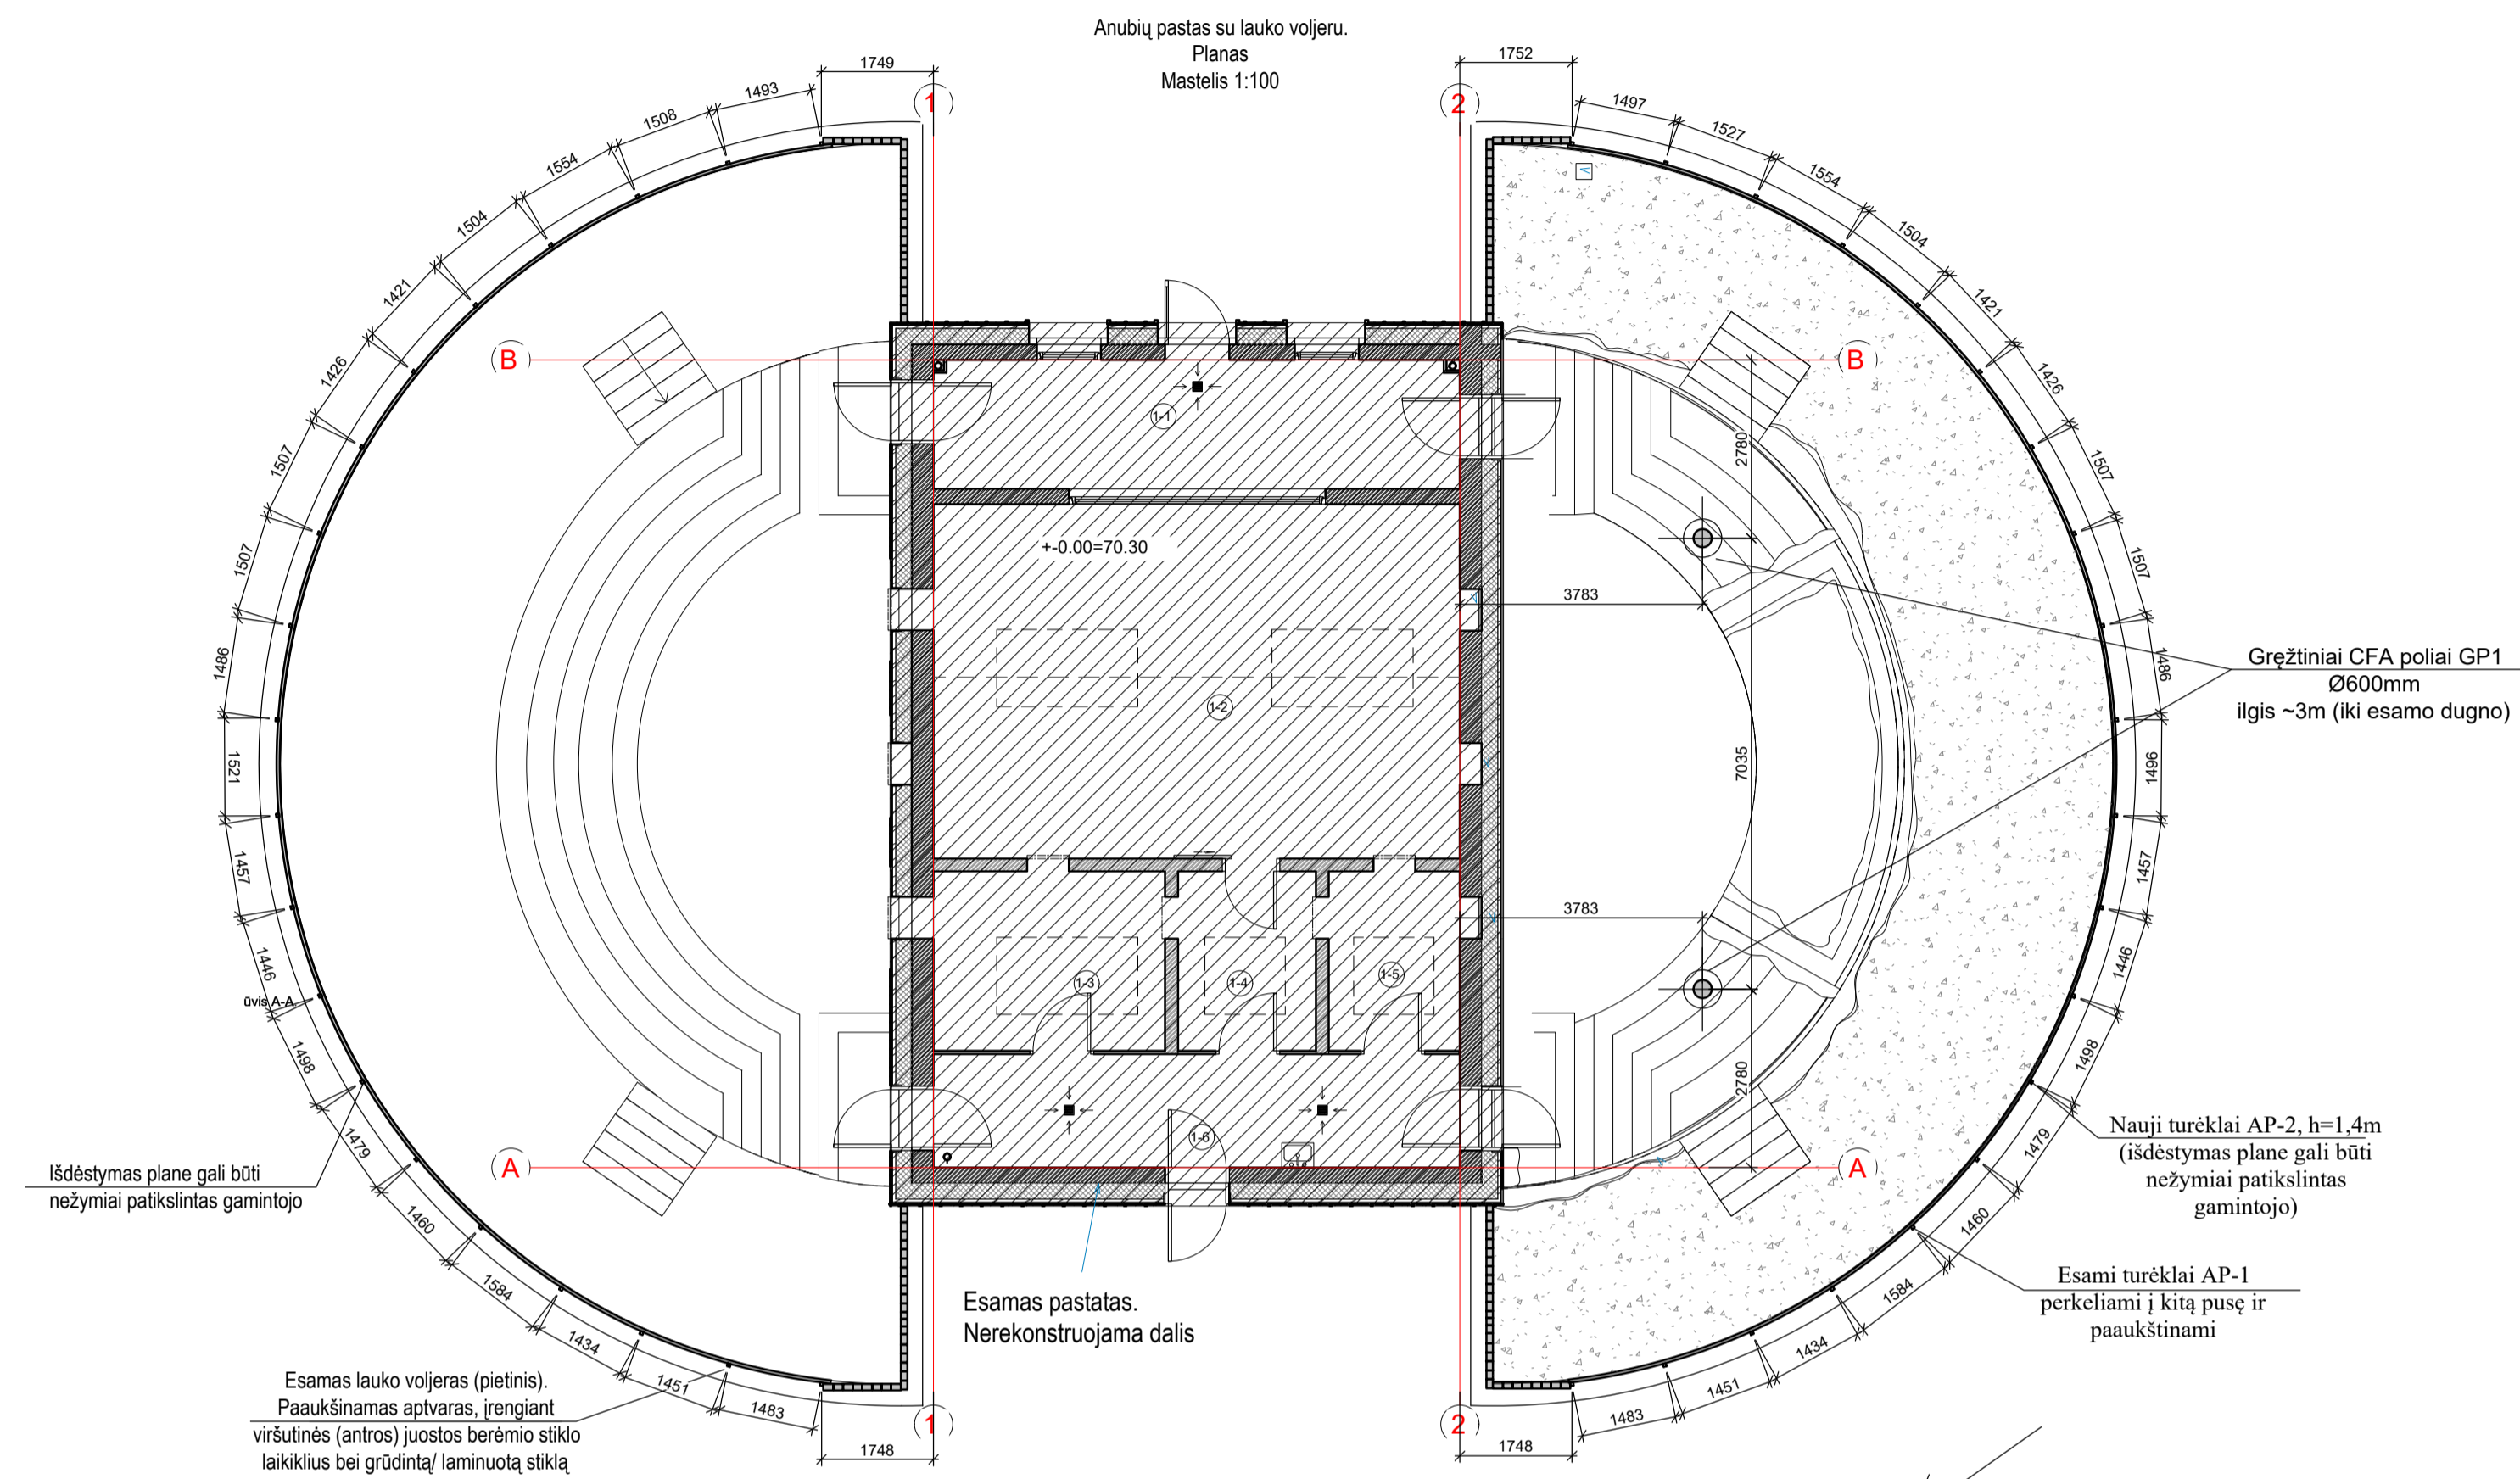 Anubių pastas su lauko voljeru.
Planas
Mastelis 1:100
1749
1752
1
2
1493
1508
1554
1504
1421
1426
1507
1507
1486
1521
1457
1446
ūvis A-A
1498
1479
1460
1584
1434
1451
1483
1748
1497
1527
1554
1504
1421
1426
1507
1507
1486
1496
1457
1446
1498
1479
1460
1584
1434
1451
1483
1748
B
B
1-1
+-0.00=70.30
2780
3783
1-2
7035
3783
1-3
1-4
1-5
2780
1-6
A
A
1
2
Gręžtiniai CFA poliai GP1
Ø600mm
ilgis ~3m (iki esamo dugno)
Nauji turėklai AP-2, h=1,4m
(išdėstymas plane gali būti
nežymiai patikslintas
gamintojo)
Esami turėklai AP-1
perkeliami į kitą pusę ir
paaukštinami
Išdėstymas plane gali būti
nežymiai patikslintas gamintojo
Esamas pastatas.
Nerekonstruojama dalis
Esamas lauko voljeras (pietinis).
Paaukšinamas aptvaras, įrengiant
viršutinės (antros) juostos berėmio stiklo
laikiklius bei grūdintą/ laminuotą stiklą